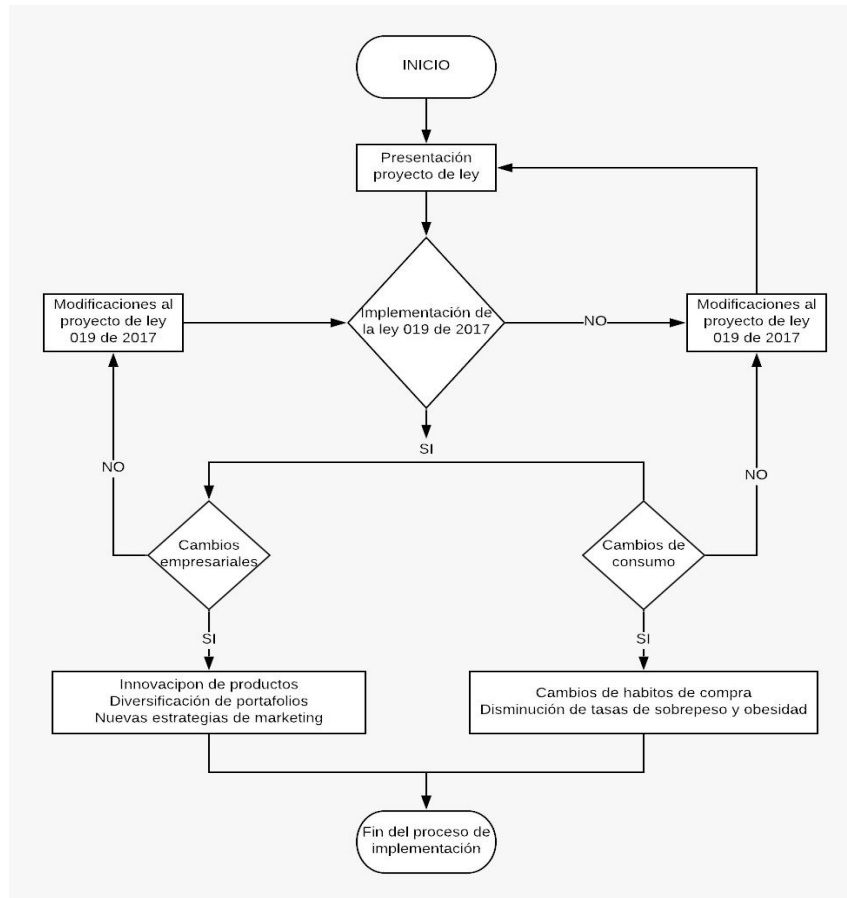 INICIO
Presentación
proyecto de ley
Modificaciones al
proyecto de ley
019 de 2017
Implementación de
la ley 019 de 2017
NO
Modificaciones al
proyecto de ley
019 de 2017
SI
NO
NO
Cambios
empresariales
Cambios de
consumo
SI
SI
Innovacipon de productos
Diversificación de portafolios
Nuevas estrategias de marketing
Cambios de habitos de compra
Disminución de tasas de sobrepeso y obesidad
Fin del proceso de
implementación